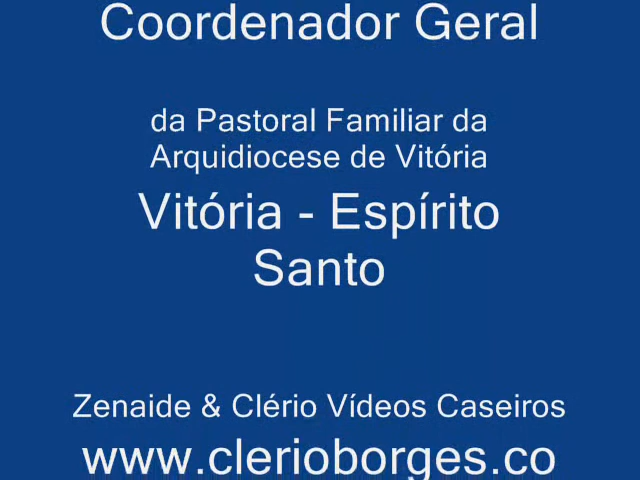 Coordenador Geral
da Pastoral Familiar da
Arquidiocese de Vitória
Vitória - Espírito
Santo
Zenaide & Clério Vídeos Caseiros
www.clerioborges.co